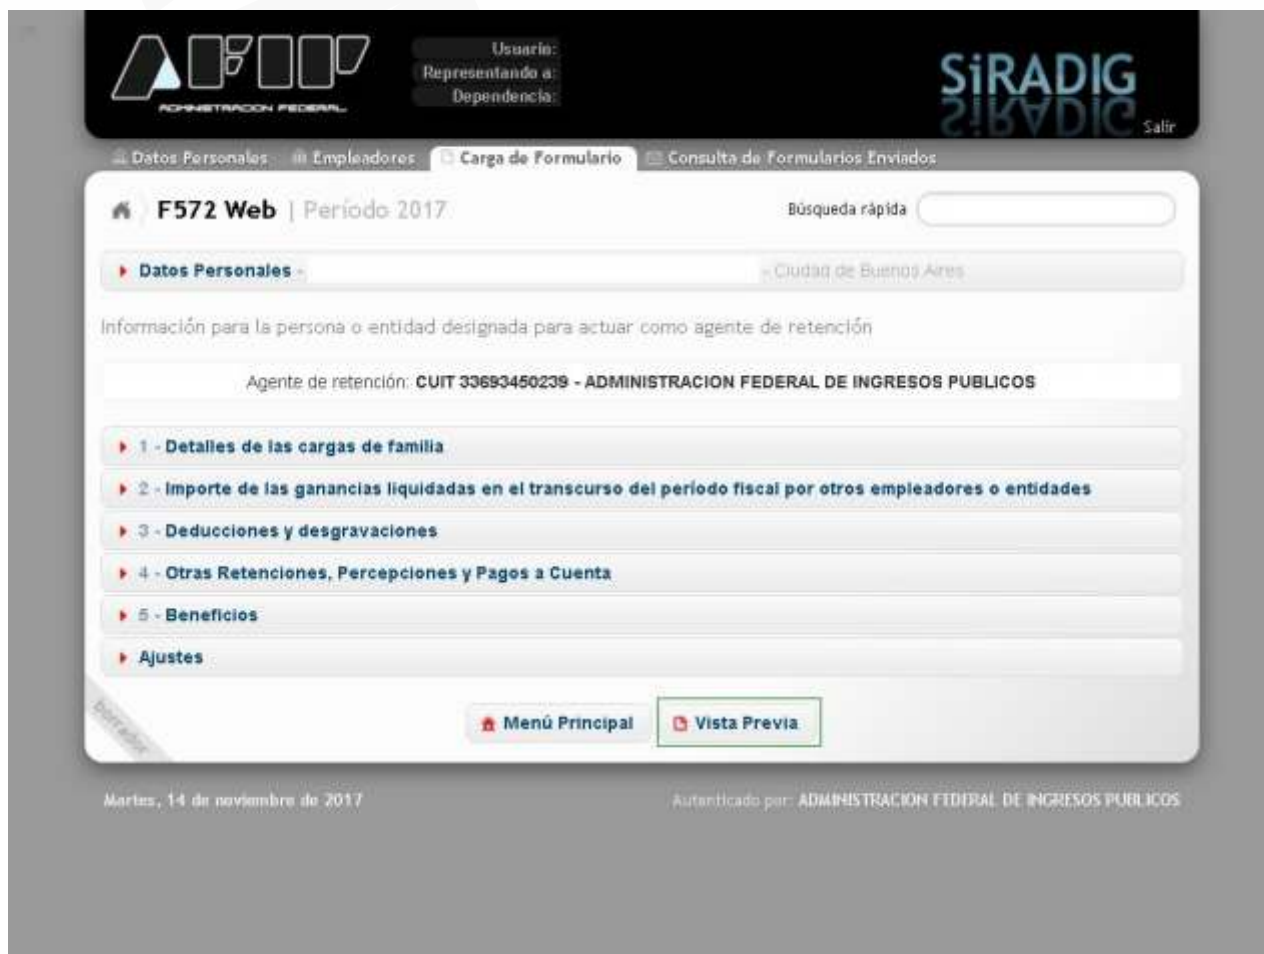 AFIP
ADMINISTRACION FEDERAL
Usuario:
Representando a:
Dependencia:
SiRADIG
Salir
Datos Personales
Empleadores
Carga de Formulario
Consulta de Formularios Enviados
F572 Web | Período 2017
Búsqueda rápida
Datos Personales -
- Ciudad de Buenos Aires
Información para la persona o entidad designada para actuar como agente de retención
Agente de retención: CUIT 33693450239 - ADMINISTRACION FEDERAL DE INGRESOS PUBLICOS
1 - Detalles de las cargas de familia
2 - Importe de las ganancias liquidadas en el transcurso del período fiscal por otros empleadores o entidades
3 - Deducciones y desgravaciones
4 - Otras Retenciones, Percepciones y Pagos a Cuenta
5 - Beneficios
Ajustes
borrador
Menú Principal
Vista Previa
Martes, 14 de noviembre de 2017
Autenticado por: ADMINISTRACION FEDERAL DE INGRESOS PUBLICOS